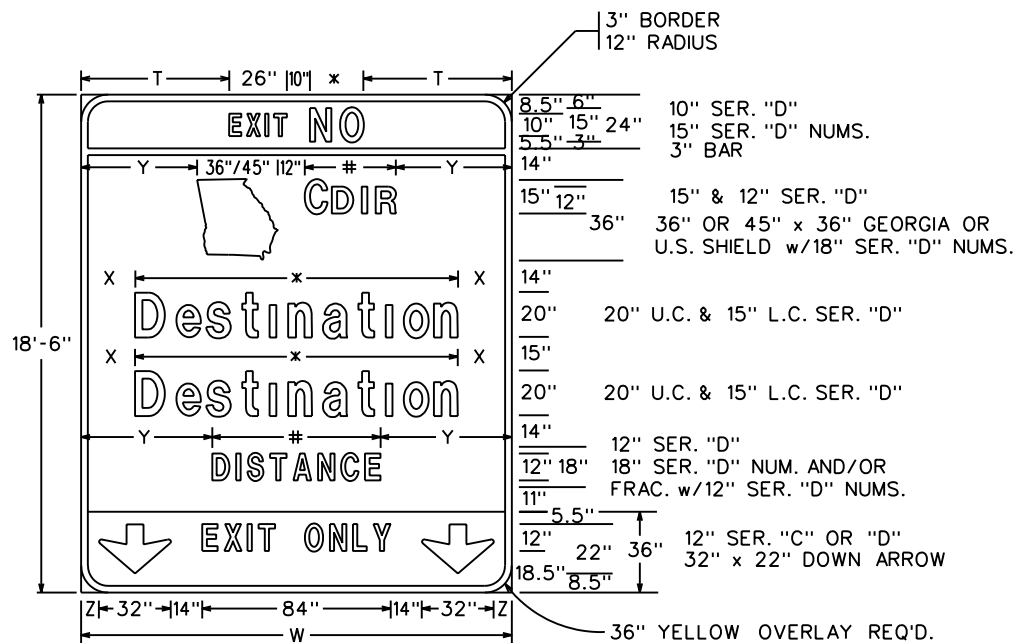 3" BORDER
12" RADIUS
T 26" 10" * T
EXIT NO
8.5" 6"
10" 15" 24"
5.5" 3"
10" SER. "D"
15" SER. "D" NUMS.
3" BAR
Y 36"/45" 12" # Y
14"
CDIR
15" 12"
36"
15" & 12" SER. "D"
36" OR 45" x 36" GEORGIA OR
U.S. SHIELD w/18" SER. "D" NUMS.
X * X
14"
Destination
20"
20" U.C. & 15" L.C. SER. "D"
18'-6"
X * X
15"
Destination
20"
20" U.C. & 15" L.C. SER. "D"
Y # Y
14"
DISTANCE
12" 18"
12" SER. "D"
18" SER. "D" NUM. AND/OR
FRAC. w/12" SER. "D" NUMS.
11"
5.5"
EXIT ONLY
12"
22"
36"
18.5"
8.5"
12" SER. "C" OR "D"
32" x 22" DOWN ARROW
Z 32" 14" 84" 14" 32" Z
W
36" YELLOW OVERLAY REQ'D.